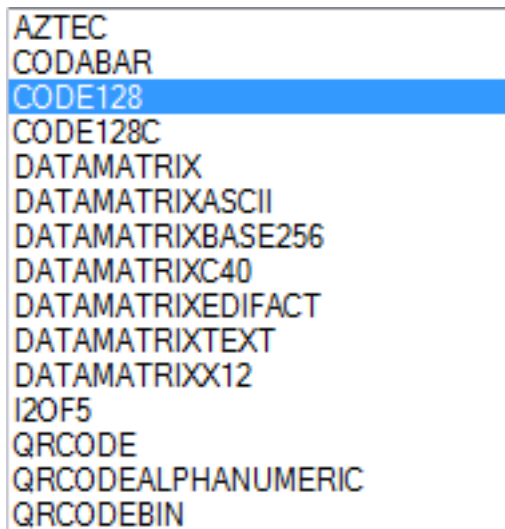 AZTEC
CODABAR
CODE128
CODE128C
DATAMATRIX
DATAMATRIXASCII
DATAMATRIXBASE256
DATAMATRIXC40
DATAMATRIXEDIFACT
DATAMATRIXTEXT
DATAMATRIXX12
I2OF5
QRCODE
QRCODEALPHANUMERIC
QRCODEBIN